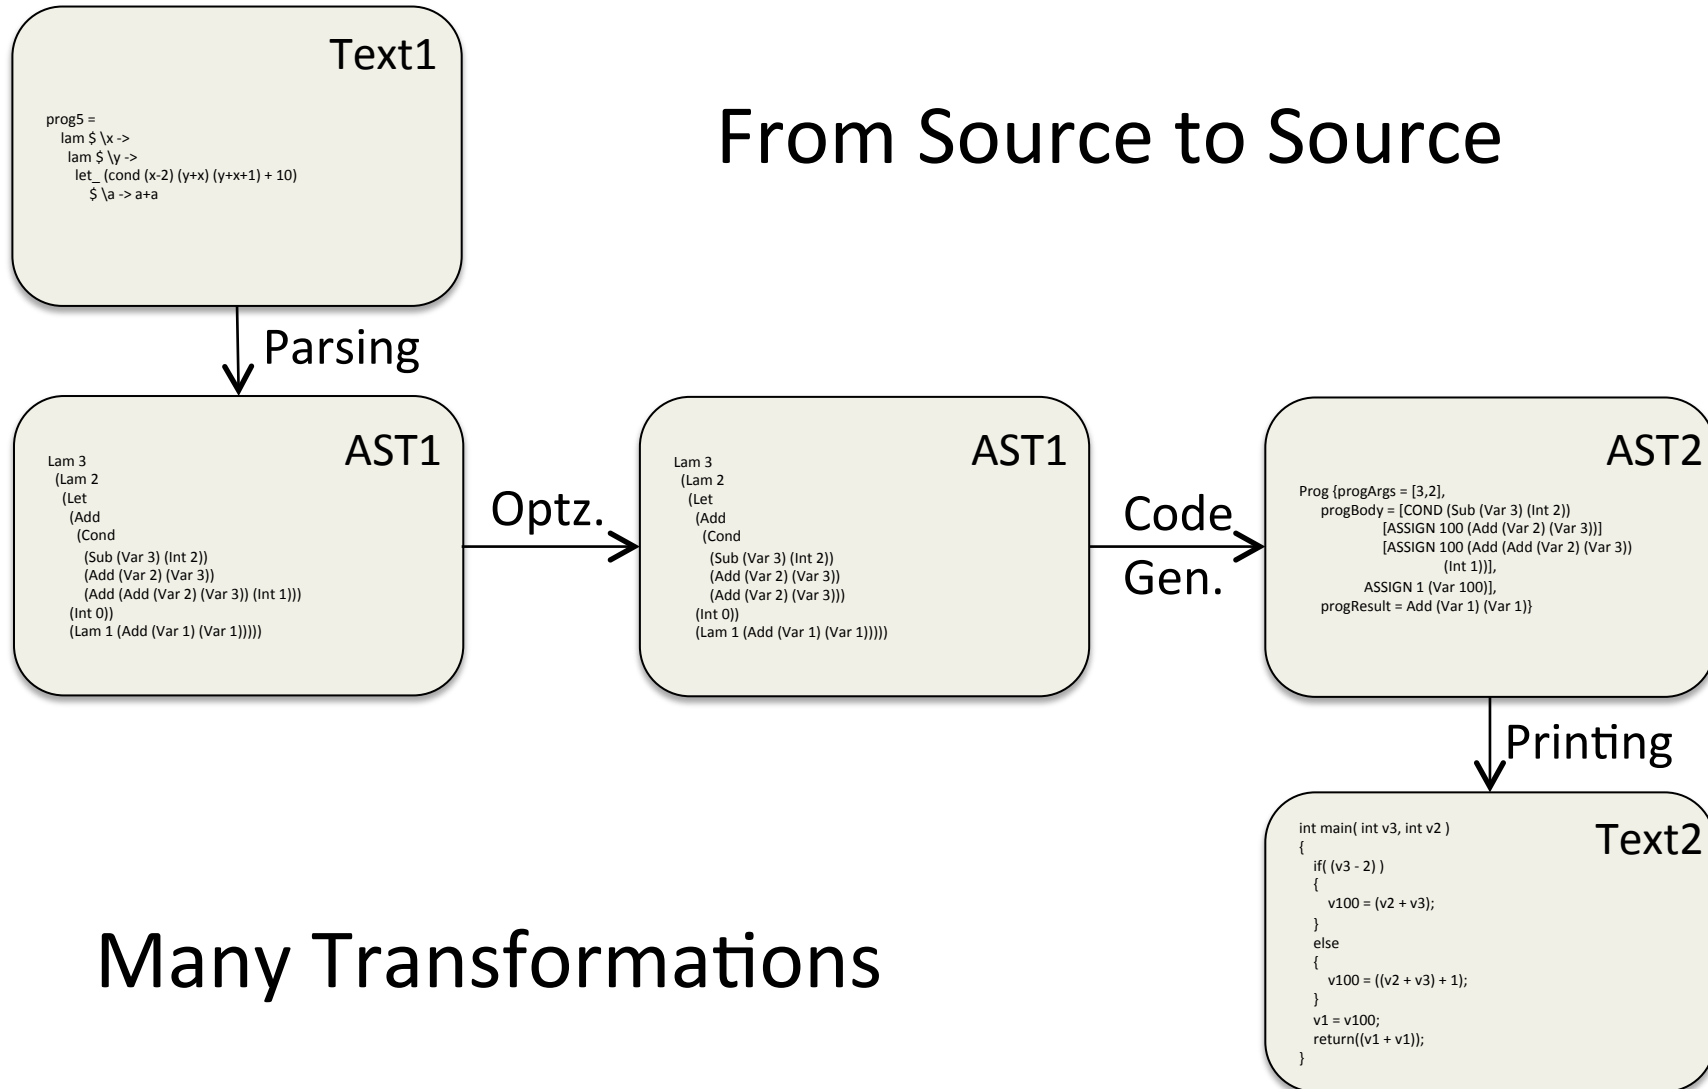 Text1
prog5 =
lam $ \x ->
lam $ \y ->
let_ (cond (x-2) (y+x) (y+x+1) + 10)
$ \a -> a+a
From Source to Source
Parsing
AST1
Lam 3
(Lam 2
(Let
(Add
(Cond
(Sub (Var 3) (Int 2))
(Add (Var 2) (Var 3))
(Add (Add (Var 2) (Var 3)) (Int 1)))
(Int 0))
(Lam 1 (Add (Var 1) (Var 1)))))
Optz.
AST1
Lam 3
(Lam 2
(Let
(Add
(Cond
(Sub (Var 3) (Int 2))
(Add (Var 2) (Var 3))
(Add (Var 2) (Var 3)))
(Int 0))
(Lam 1 (Add (Var 1) (Var 1)))))
Code
Gen.
AST2
Prog {progArgs = [3,2],
progBody = [COND (Sub (Var 3) (Int 2))
[ASSIGN 100 (Add (Var 2) (Var 3))]
[ASSIGN 100 (Add (Add (Var 2) (Var 3))
(Int 1))],
ASSIGN 1 (Var 100)],
progResult = Add (Var 1) (Var 1)}
Printing
Text2
int main( int v3, int v2 )
{
if( (v3 - 2) )
{
v100 = (v2 + v3);
}
else
{
v100 = ((v2 + v3) + 1);
}
v1 = v100;
return((v1 + v1));
}
Many Transformations